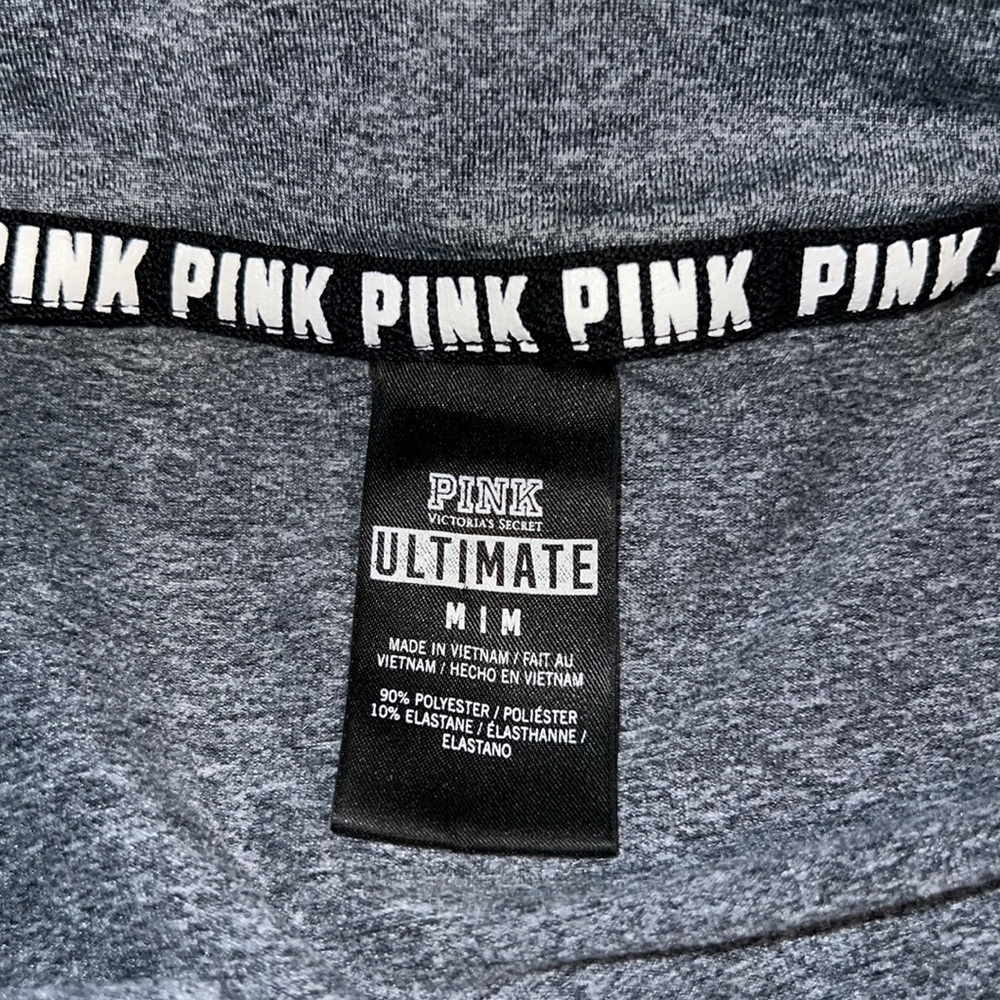 PINK PINK PINK PINK PINK
PINK
VICTORIA'S SECRET
ULTIMATE
M | M
MADE IN VIETNAM / FAIT AU
VIETNAM / HECHO EN VIETNAM
90% POLYESTER / POLIÉSTER
10% ELASTANE / ÉLASTHANNE /
ELASTANO